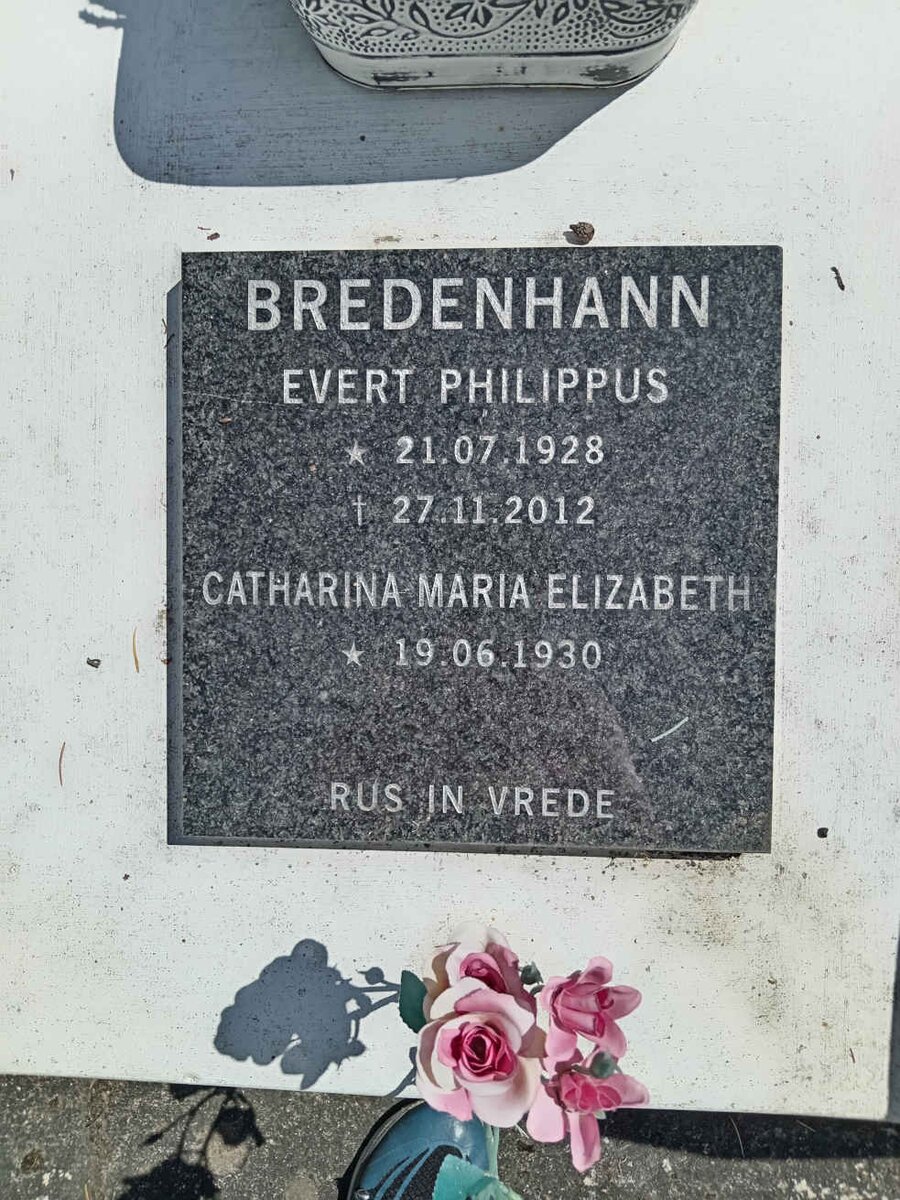 BREDENHANN
EVERT PHILIPPUS
★ 21.07.1928
† 27.11.2012
CATHARINA MARIA ELIZABETH
★ 19.06.1930
RUS IN VREDE